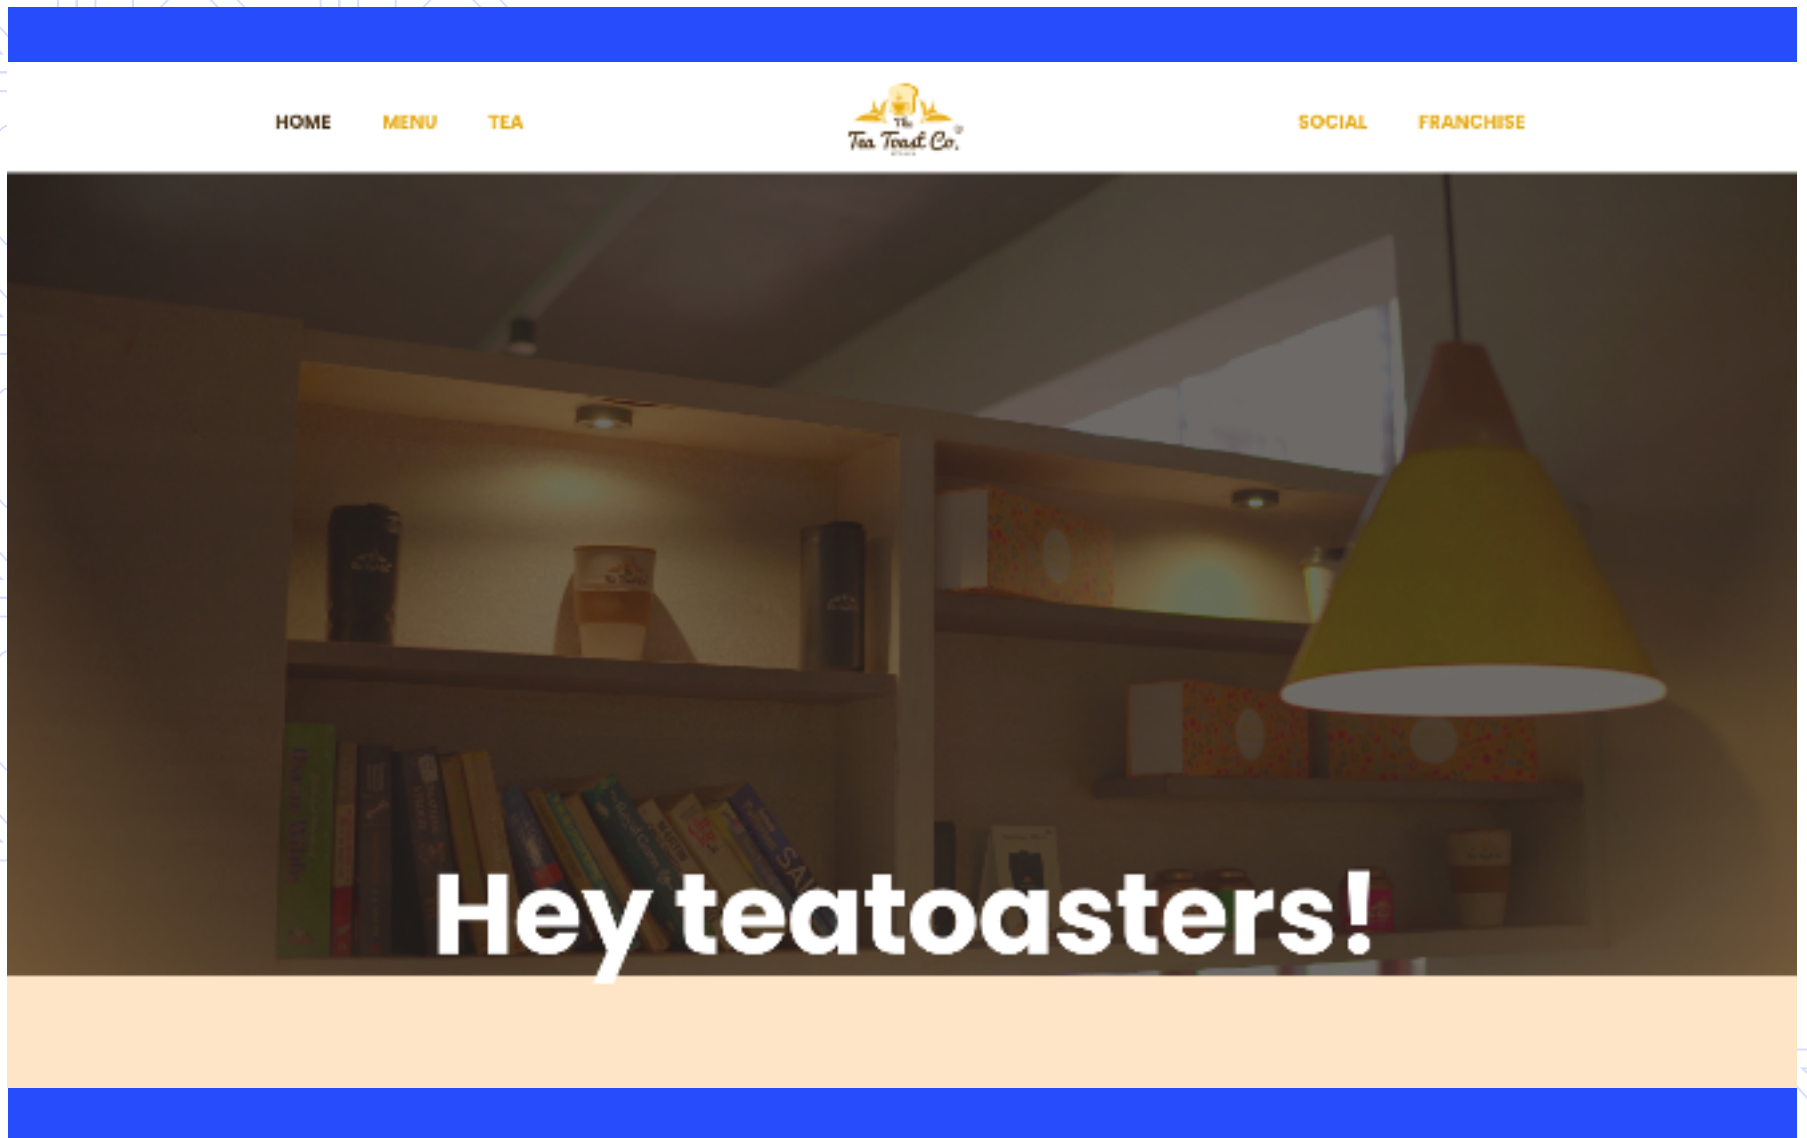 HOME MENU TEA
The
Tea Toast Co.
SOCIAL FRANCHISE
Hey teatoasters!